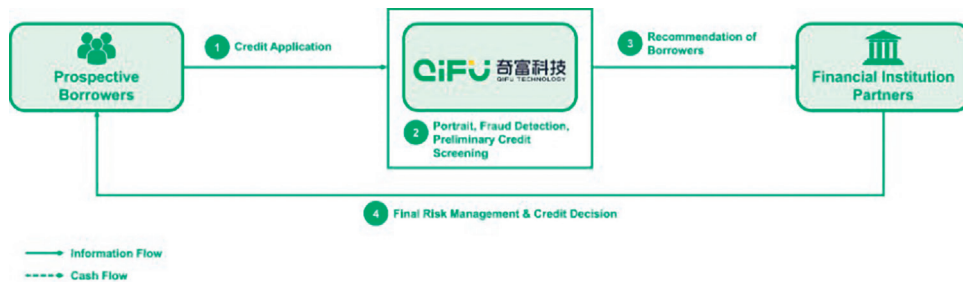 1 Credit Application
3 Recommendation of
Borrowers
Prospective
Borrowers
QiFU 奇富科技
QIFU TECHNOLOGY
Financial Institution
Partners
2 Portrait, Fraud Detection,
Preliminary Credit
Screening
4 Final Risk Management & Credit Decision
Information Flow
Cash Flow